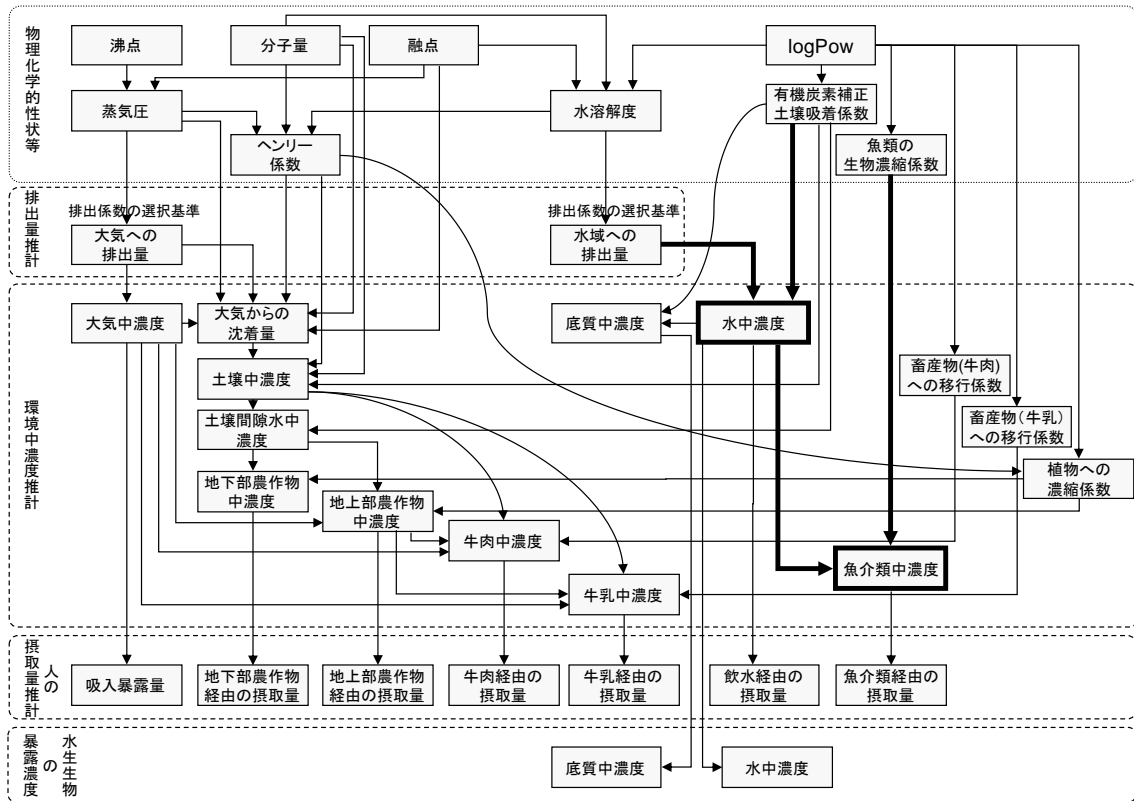 物理化学的性状等
沸点
分子量
融点
logPow
蒸気圧
水溶解度
有機炭素補正
土壌吸着係数
ヘンリー
係数
魚類の
生物濃縮係数
排出量推計
排出係数の選択基準
大気への
排出量
排出係数の選択基準
水域への
排出量
環境中濃度推計
大気中濃度
大気からの
沈着量
底質中濃度
水中濃度
土壌中濃度
畜産物(牛肉)
への移行係数
土壌間隙水中
濃度
畜産物(牛乳)
への移行係数
地下部農作物
中濃度
植物への
濃縮係数
地上部農作物
中濃度
牛肉中濃度
魚介類中濃度
牛乳中濃度
人の
摂取量推計
吸入暴露量
地下部農作物
経由の摂取量
地上部農作物
経由の摂取量
牛肉経由の
摂取量
牛乳経由の
摂取量
飲水経由の
摂取量
魚介類経由の
摂取量
水生生物
の
暴露濃度
底質中濃度
水中濃度